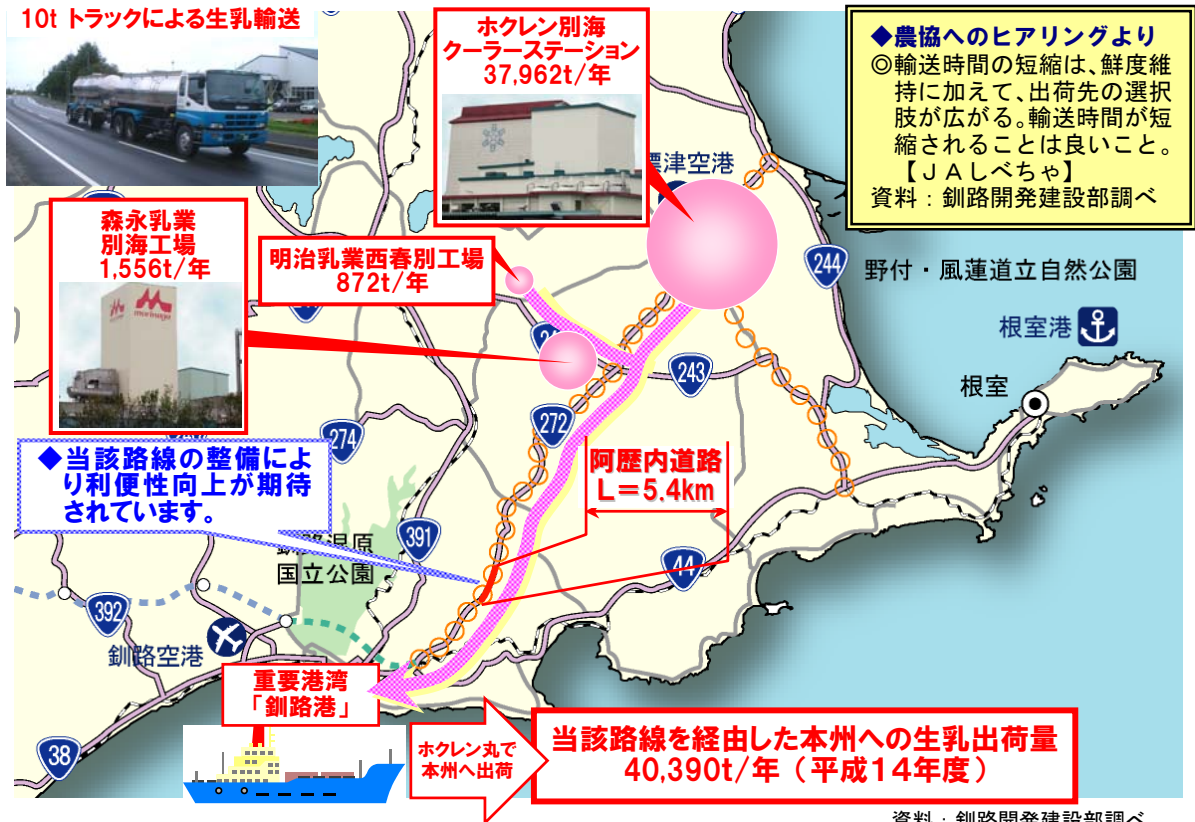 10t トラックによる生乳輸送
ホクレン別海
クーラーステーション
37,962t/年
◆農協へのヒアリングより
◎輸送時間の短縮は、鮮度維
持に加えて、出荷先の選択
肢が広がる。輸送時間が短
縮されることは良いこと。
【ＪＡしべちゃ】
資料：釧路開発建設部調べ
標津空港
森永乳業
別海工場
1,556t/年
morinaga
明治乳業西春別工場
872t/年
244
野付・風蓮道立自然公園
根室港
根室
243
272
274
◆当該路線の整備によ
り利便性向上が期待
されています。
阿歴内道路
Ｌ＝5.4km
391
釧路湿原
国立公園
44
392
釧路空港
重要港湾
「釧路港」
38
ホクレン丸で
本州へ出荷
当該路線を経由した本州への生乳出荷量
40,390t/年（平成１４年度）
資料：釧路開発建設部調べ